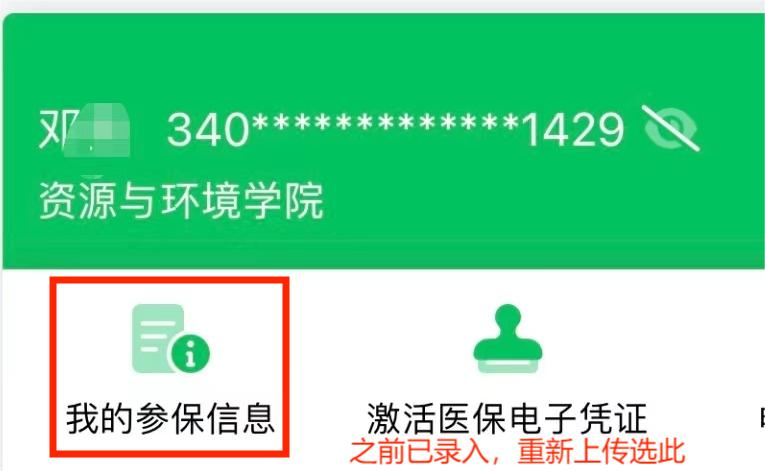 邓 340*************1429
资源与环境学院
我的参保信息
激活医保电子凭证
之前已录入，重新上传选此